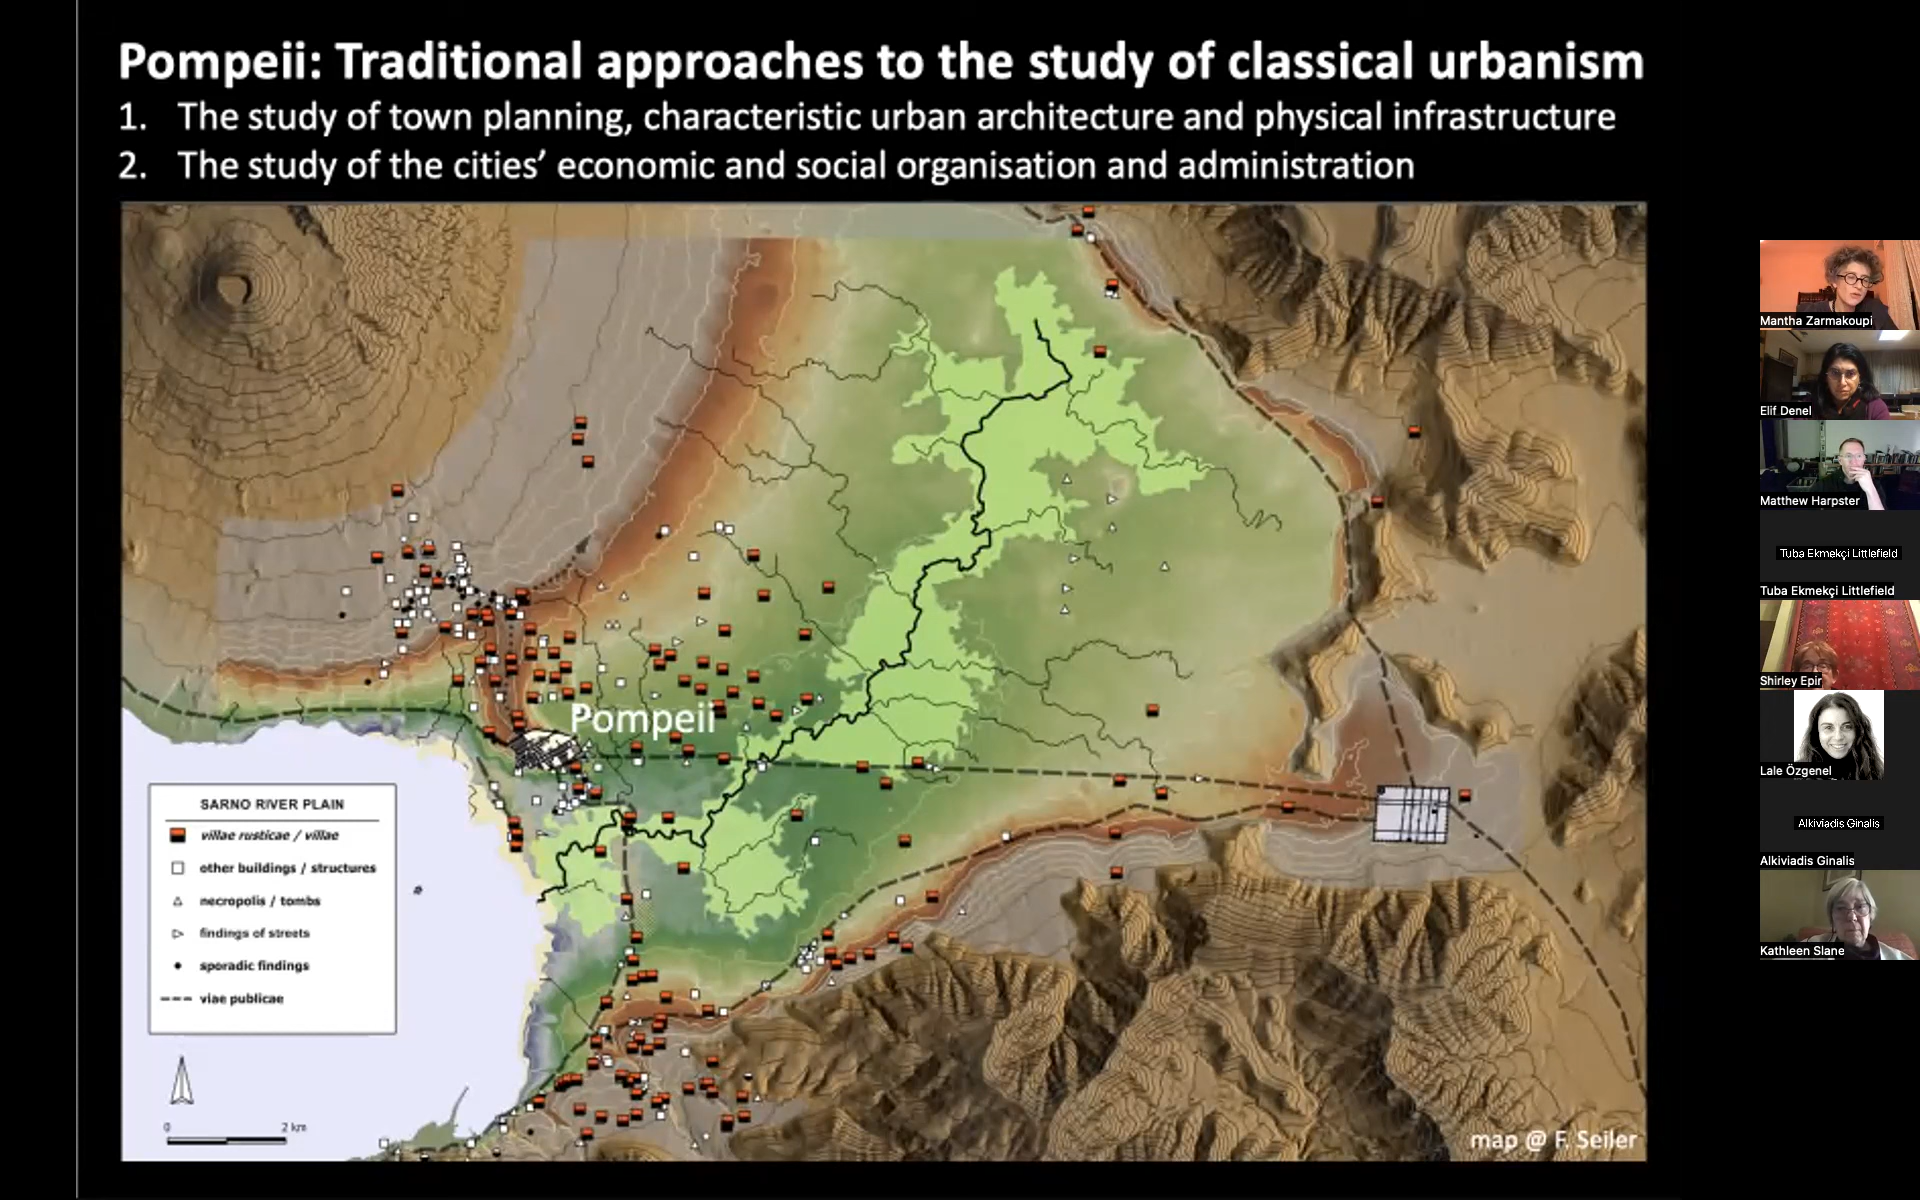 Pompeii: Traditional approaches to the study of classical urbanism
1. The study of town planning, characteristic urban architecture and physical infrastructure
2. The study of the cities' economic and social organisation and administration
Pompeii
SARNO RIVER PLAIN
villae rusticae / villae
other buildings / structures
necropolis / tombs
findings of streets
sporadic findings
viae publicae
0 2 km
map @ F. Seiler
Mantha Zarmakoupi
Elif Denel
Matthew Harpster
Tuba Ekmekçi Littlefield
Tuba Ekmekçi Littlefield
Shirley Epir
Lale Özgenel
Alkiviadis Ginalis
Alkiviadis Ginalis
Kathleen Slane